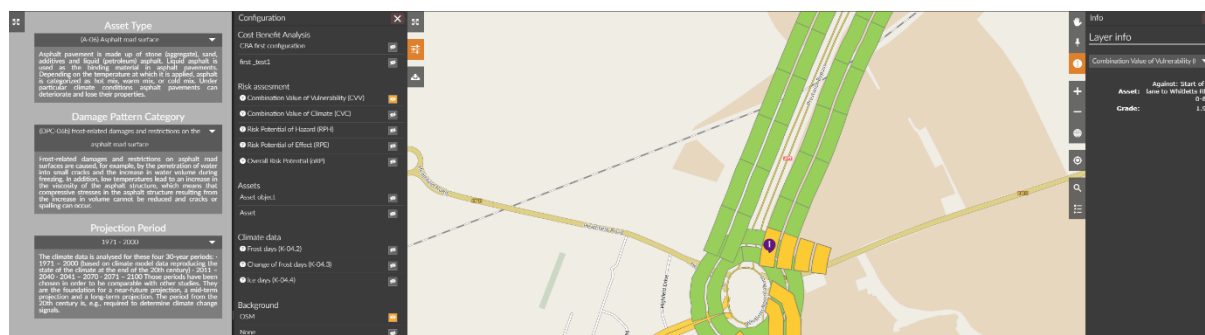 Asset Type
(A-06) Asphalt road surface
Asphalt pavement is made up of stone (aggregate), sand,
additives and liquid (petroleum) asphalt. Liquid asphalt is
used as the binding material in asphalt pavements.
Depending on the temperature at which it is applied, asphalt
is categorized as hot mix, warm mix, or cold mix. Under
particular climate conditions asphalt pavements can
deteriorate and lose their properties.
Damage Pattern Category
(DPC-06b) frost-related damages and restrictions on the
asphalt road surface
Frost-related damages and restrictions on asphalt road
surfaces are caused, for example, by the penetration of water
into small cracks and the increase in water volume during
freezing. In addition, low temperatures lead to an increase in
the viscosity of the asphalt structure, which means that
compressive stresses in the asphalt structure resulting from
the increase in volume cannot be reduced and cracks or
spalling can occur.
Projection Period
1971 - 2000
The climate data is analysed for these four 30-year periods: -
1971 – 2000 (based on climate model data reproducing the
state of the climate at the end of the 20th century) - 2011 –
2040 - 2041 – 2070 - 2071 – 2100 Those periods have been
chosen in order to be comparable with other studies. They
are the foundation for a near-future projection, a mid-term
projection and a long-term projection. The period from the
20th century is, e.g., required to determine climate change
signals.
Configuration
Cost Benefit Analysis
CBA first configuration
first _test1
Risk assesment
Combination Value of Vulnerability (CVV)
Combination Value of Climate (CVC)
Risk Potential of Hazard (RPH)
Risk Potential of Effect (RPE)
Overall Risk Potential (oRP)
Assets
Asset object
Asset
Climate data
Frost days (K-04.2)
Change of frost days (K-04.3)
Ice days (K-04.4)
Background
OSM
None
Info
Layer info
Combination Value of Vulnerability (
Against: Start of
Asset: lane to Whitletts R
0-8
Grade: 1.9